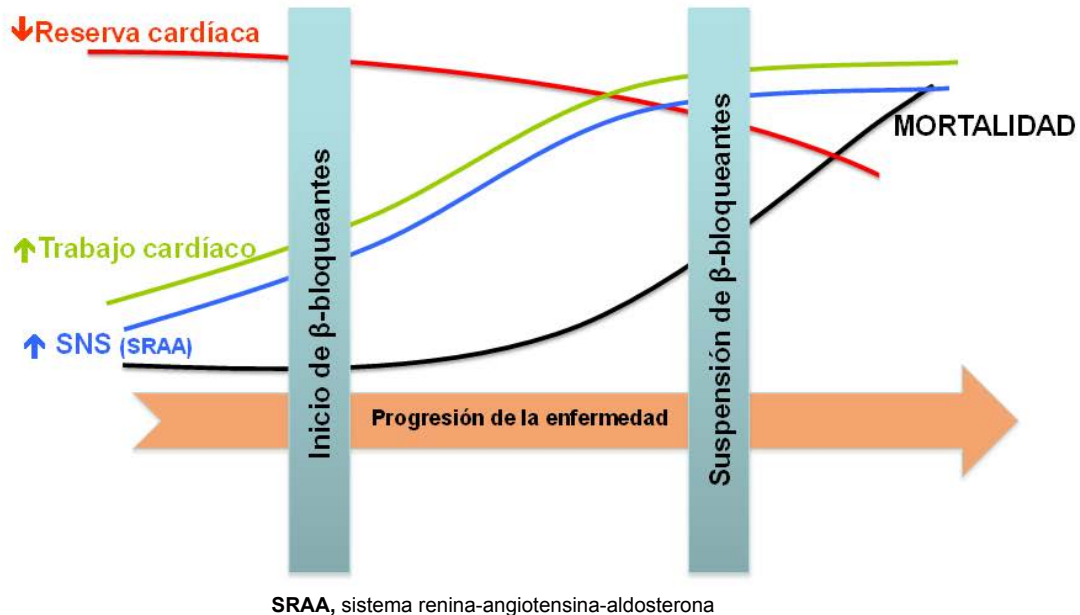 ↓Reserva cardíaca
Inicio de β-bloqueantes
Suspensión de β-bloqueantes
MORTALIDAD
↑Trabajo cardíaco
↑ SNS (SRAA)
Progresión de la enfermedad
SRAA, sistema renina-angiotensina-aldosterona